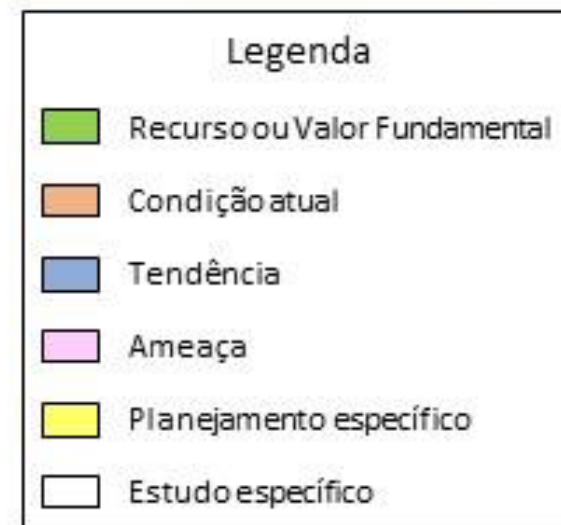 Legenda
Recurso ou Valor Fundamental
Condição atual
Tendência
Ameaça
Planejamento específico
Estudo específico